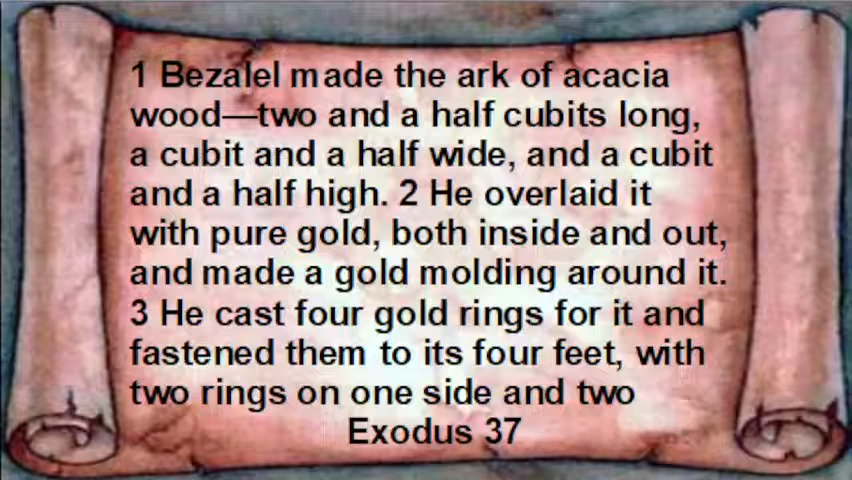 1 Bezalel made the ark of acacia
wood—two and a half cubits long,
a cubit and a half wide, and a cubit
and a half high. 2 He overlaid it
with pure gold, both inside and out,
and made a gold molding around it.
3 He cast four gold rings for it and
fastened them to its four feet, with
two rings on one side and two
Exodus 37